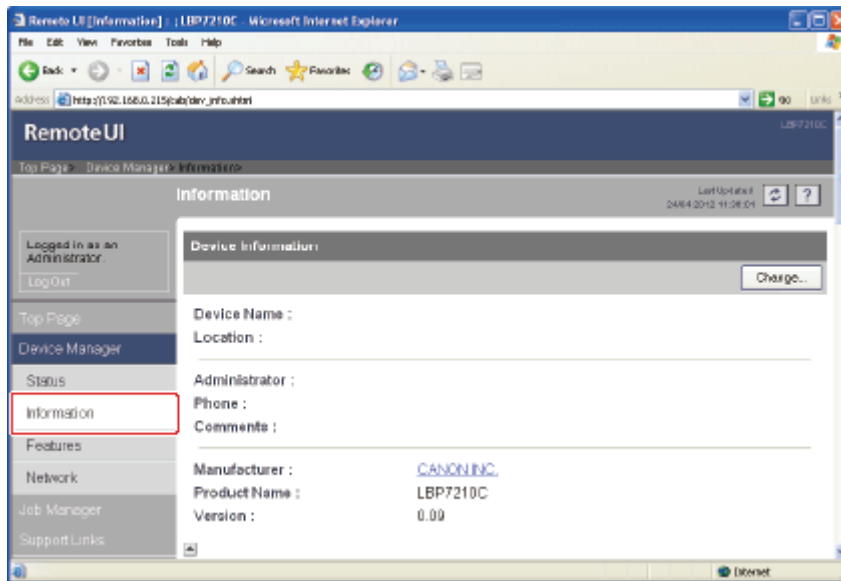 Remote UI [Information] : ; LBP7210C - Microsoft Internet Explorer
File Edit View Favorites Tools Help
Back Search Favorites
Address http://192.168.0.215/cab/dev_info.shtml Go Links
RemoteUI
LBP7210C
Top Page> Device Manager> Information>
Information
Last Updated
24/04/2012 11:36:01
Logged in as an
Administrator.
Log Out
Device Information
Change...
Top Page
Device Manager
Status
Information
Features
Network
Job Manager
Support Links
Device Name :
Location :
Administrator :
Phone :
Comments :
Manufacturer : CANON INC.
Product Name : LBP7210C
Version : 0.09
Internet